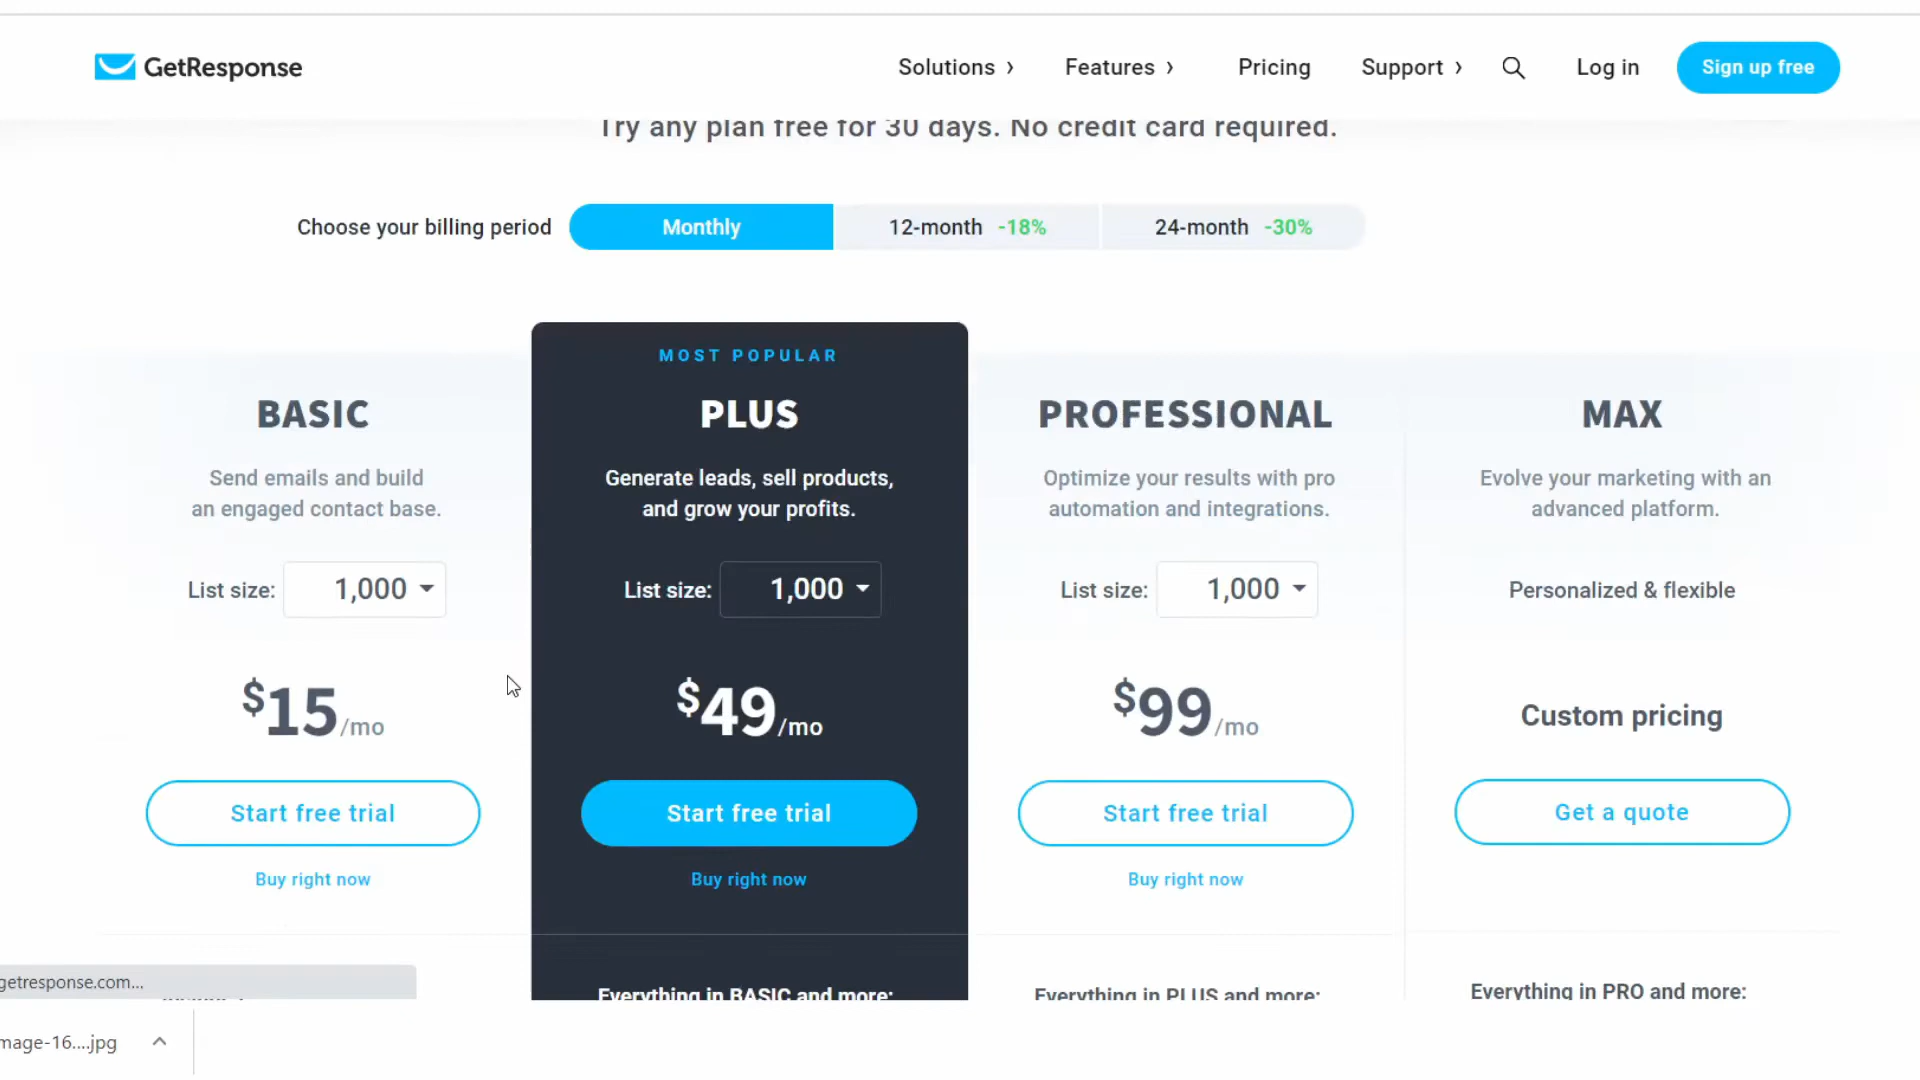 GetResponse
Solutions ›
Features ›
Pricing
Support ›
Log in
Sign up free
Try any plan free for 30 days. No credit card required.
Choose your billing period
Monthly
12-month -18%
24-month -30%
MOST POPULAR
BASIC
Send emails and build
an engaged contact base.
List size: 1,000
$15/mo
Start free trial
Buy right now
PLUS
Generate leads, sell products,
and grow your profits.
List size: 1,000
$49/mo
Start free trial
Buy right now
Everything in BASIC and more:
PROFESSIONAL
Optimize your results with pro
automation and integrations.
List size: 1,000
$99/mo
Start free trial
Buy right now
Everything in PLUS and more:
MAX
Evolve your marketing with an
advanced platform.
Personalized & flexible
Custom pricing
Get a quote
Everything in PRO and more:
getresponse.com...
mage-16....jpg